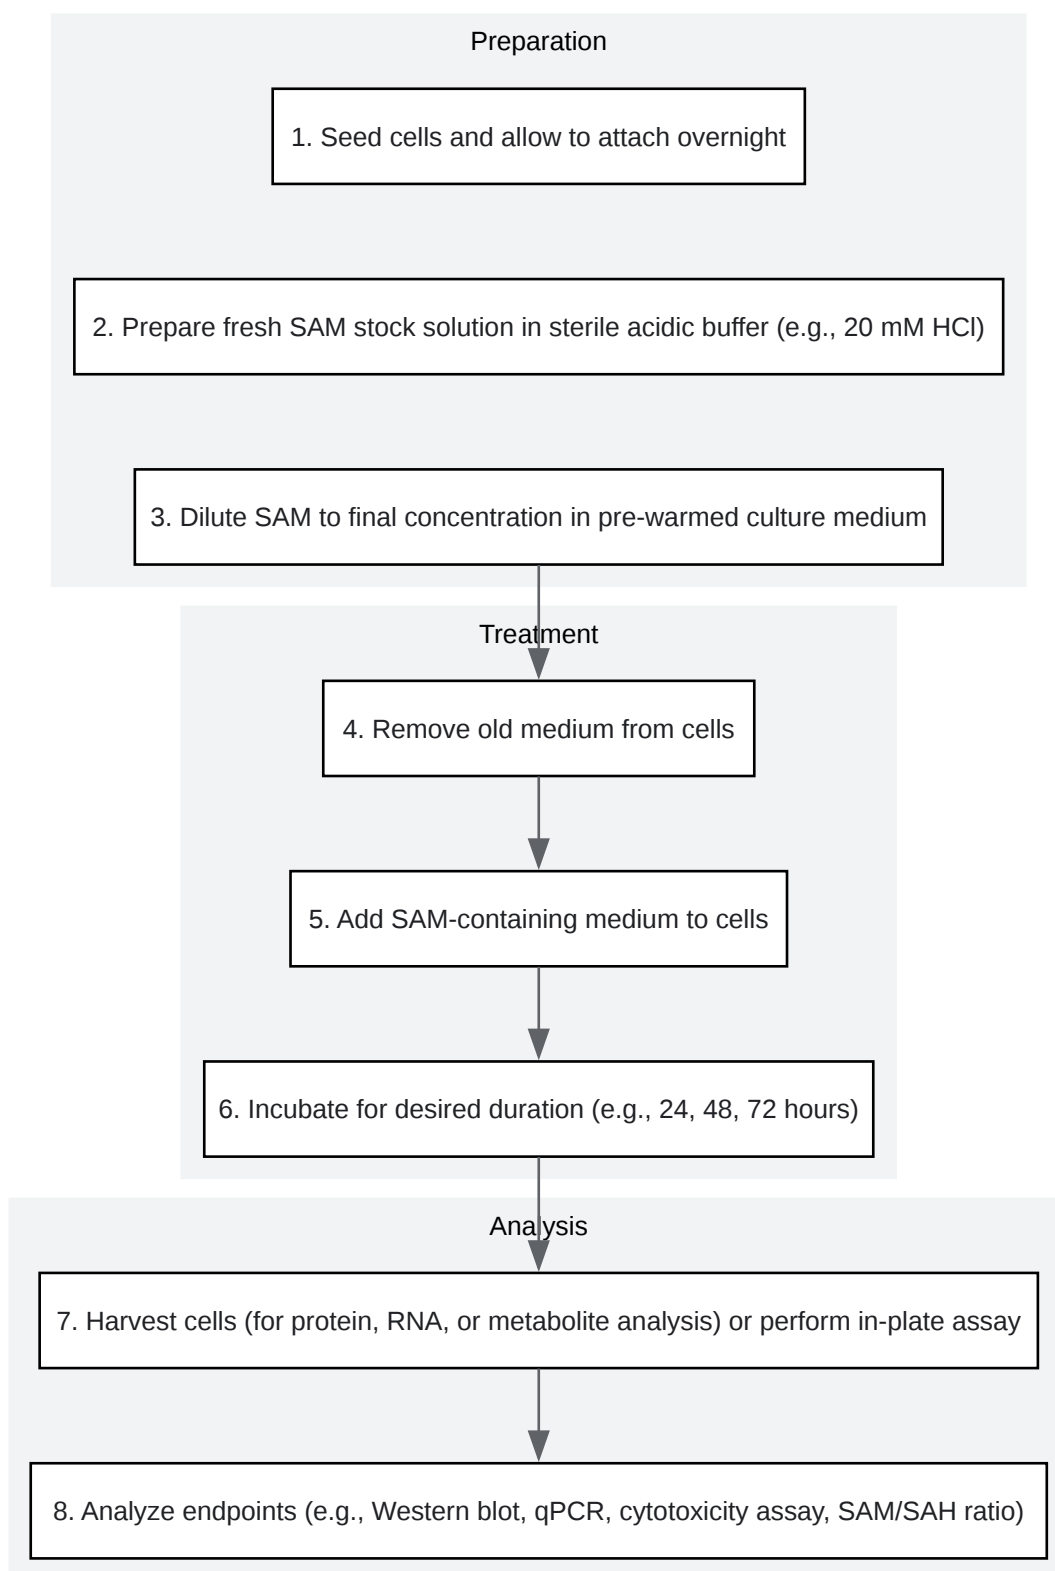 Preparation
1. Seed cells and allow to attach overnight
2. Prepare fresh SAM stock solution in sterile acidic buffer (e.g., 20 mM HCl)
3. Dilute SAM to final concentration in pre-warmed culture medium
Treatment
4. Remove old medium from cells
5. Add SAM-containing medium to cells
6. Incubate for desired duration (e.g., 24, 48, 72 hours)
Analysis
7. Harvest cells (for protein, RNA, or metabolite analysis) or perform in-plate assay
8. Analyze endpoints (e.g., Western blot, qPCR, cytotoxicity assay, SAM/SAH ratio)